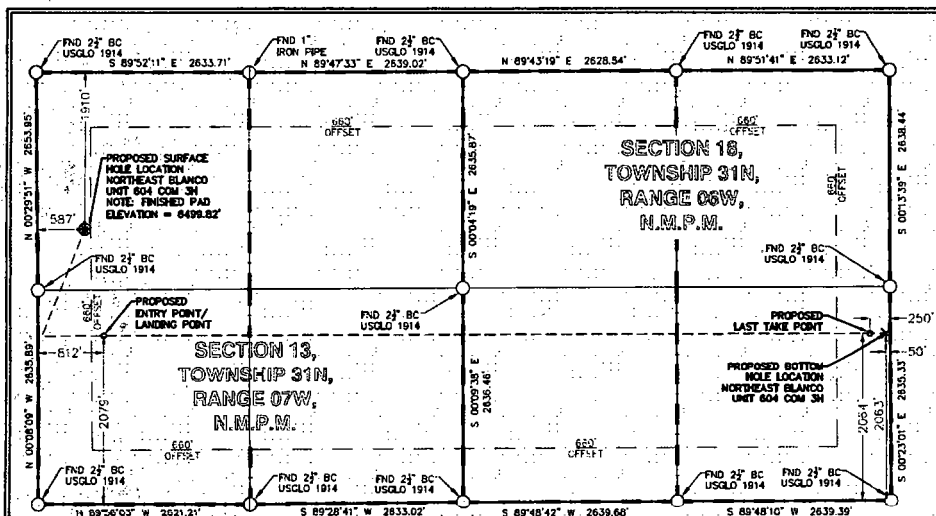 FND 2½" BC
USGLO 1914
FND 1"
IRON PIPE
FND 2½" BC
USGLO 1914
FND 2½" BC
USGLO 1914
FND 2½" BC
USGLO 1914
S 89'52'11" E 2633.71'
N 89'47'33" E 2639.02'
N 89'43'19" E 2628.54'
N 89'51'41" E 2633.12'
N 00'29'51" W 2653.95'
1910'
660'
OFFSET
660'
OFFSET
PROPOSED SURFACE
HOLE LOCATION
NORTHEAST BLANCO
UNIT 604 COM 3H
NOTE: FINISHED PAD
ELEVATION = 6499.82'
587'
S 00'04'19" E 2635.87'
SECTION 18,
TOWNSHIP 31N,
RANGE 06W,
N.M.P.M.
660'
OFFSET
S 00'13'39" E 2638.44'
FND 2½" BC
USGLO 1914
FND 2½" BC
USGLO 1914
FND 2½" BC
USGLO 1914
660'
OFFSET
PROPOSED
ENTRY POINT/
LANDING POINT
612'
2079'
N 00'08'09" W 2635.89'
SECTION 13,
TOWNSHIP 31N,
RANGE 07W,
N.M.P.M.
S 00'09'38" E
2636.46'
PROPOSED
LAST TAKE POINT
250'
50'
PROPOSED BOTTOM
HOLE LOCATION
NORTHEAST BLANCO
UNIT 604 COM 3H
2064'
2063'
S 00'23'01" E 2635.33'
660'
OFFSET
660'
OFFSET
FND 2½" BC
USGLO 1914
FND 2½" BC
USGLO 1914
FND 2½" BC
USGLO 1914
FND 2½" BC
USGLO 1914
FND 2½" BC
USGLO 1914
N 89'56'03" W 2621.21'
S 89'28'41" W 2633.02'
S 89'48'42" W 2639.68'
S 89'48'10" W 2639.39'